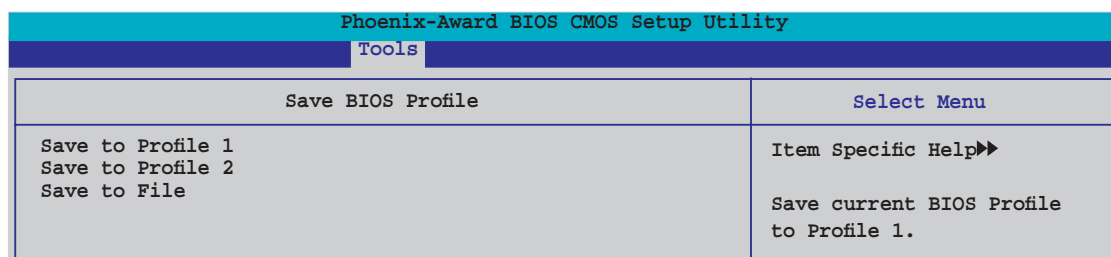 Phoenix-Award BIOS CMOS Setup Utility
Tools
Save BIOS Profile
Select Menu
Save to Profile 1
Save to Profile 2
Save to File
Item Specific Help
Save current BIOS Profile
to Profile 1.